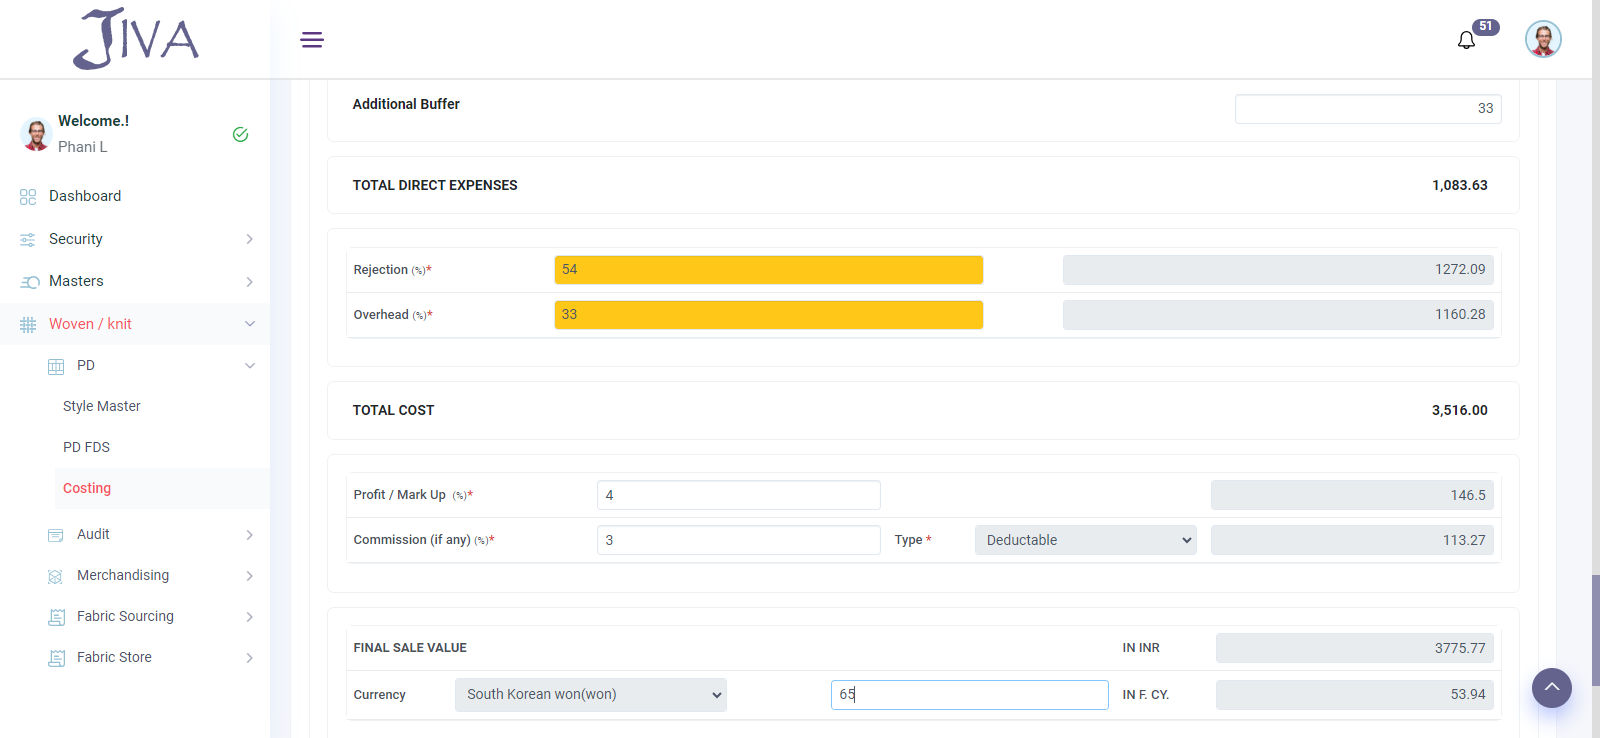 JIVA
51
Welcome.!
Phani L
Dashboard
Security
Masters
Woven / knit
PD
Style Master
PD FDS
Costing
Audit
Merchandising
Fabric Sourcing
Fabric Store
Additional Buffer 33
TOTAL DIRECT EXPENSES 1,083.63
Rejection (%)* 54 1272.09
Overhead (%)* 33 1160.28
TOTAL COST 3,516.00
Profit / Mark Up (%)* 4 146.5
Commission (if any) (%)* 3 Type * Deductable 113.27
FINAL SALE VALUE IN INR 3775.77
Currency South Korean won(won) 65 IN F. CY. 53.94